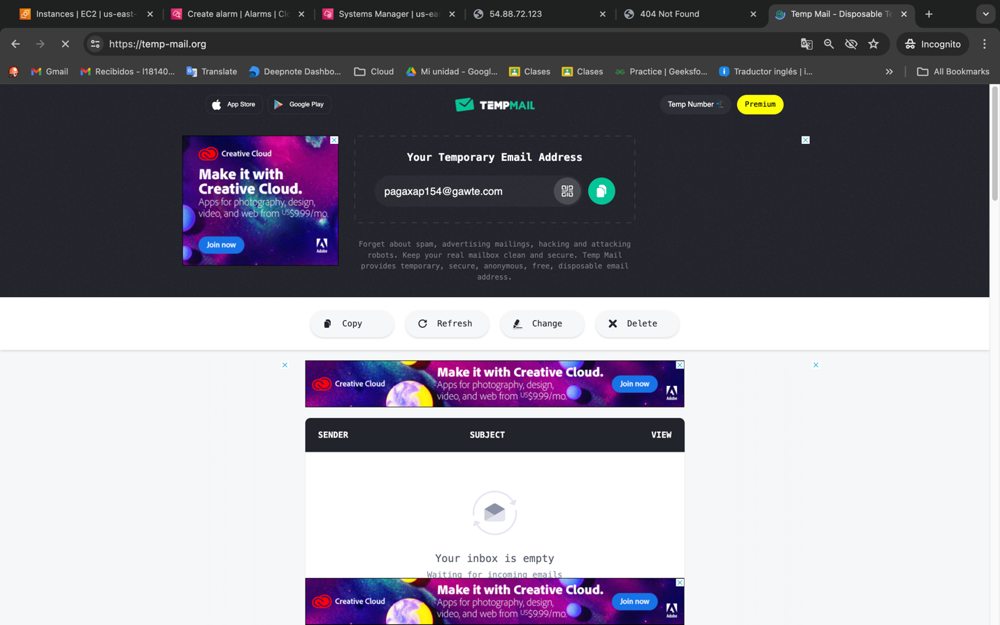 Instances | EC2 | us-east-
Create alarm | Alarms | Clo
Systems Manager | us-eas
54.88.72.123
404 Not Found
Temp Mail - Disposable Te
https://temp-mail.org
Incognito
Gmail
Recibidos - l18140...
Translate
Deepnote Dashbo...
Cloud
Mi unidad - Googl...
Clases
Clases
Practice | Geeksfo...
Traductor inglés | i...
All Bookmarks
App Store
Google Play
TEMPMAIL
Temp Number
Premium
Creative Cloud
Make it with
Creative Cloud.
Apps for photography, design,
video, and web from US$9.99/mo.
Join now
Adobe
Your Temporary Email Address
pagaxap154@gawte.com
Forget about spam, advertising mailings, hacking and attacking
robots. Keep your real mailbox clean and secure. Temp Mail
provides temporary, secure, anonymous, free, disposable email
address.
Copy
Refresh
Change
Delete
Creative Cloud
Make it with Creative Cloud.
Apps for photography, design,
video, and web from US$9.99/mo.
Join now
Adobe
SENDER
SUBJECT
VIEW
Your inbox is empty
Waiting for incoming emails
Creative Cloud
Make it with Creative Cloud.
Apps for photography, design,
video, and web from US$9.99/mo.
Join now
Adobe